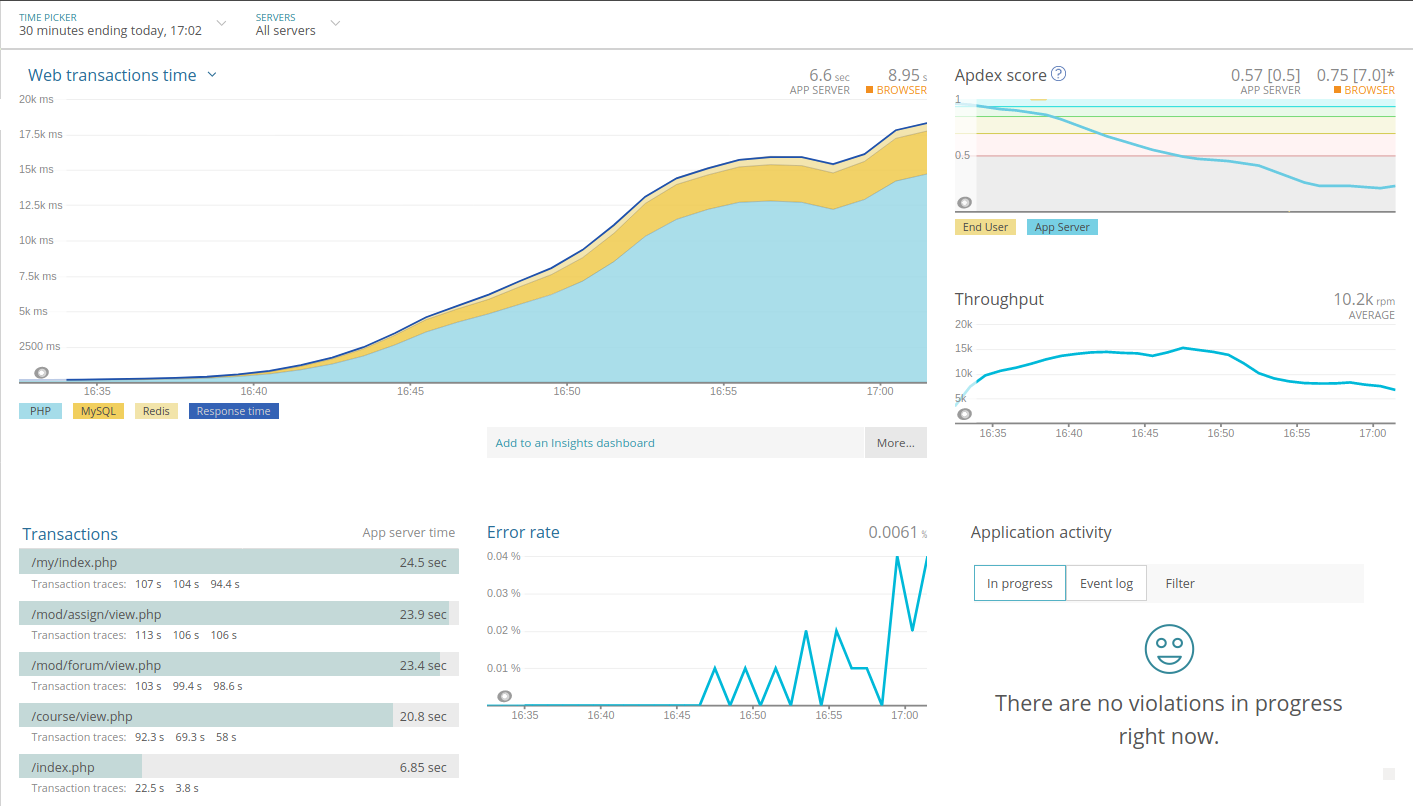 TIME PICKER
30 minutes ending today, 17:02
SERVERS
All servers
Web transactions time
6.6 sec
APP SERVER
8.95 s
BROWSER
20k ms
17.5k ms
15k ms
12.5k ms
10k ms
7.5k ms
5k ms
2500 ms
16:35 16:40 16:45 16:50 16:55 17:00
PHP MySQL Redis Response time
Add to an Insights dashboard
More...
Apdex score ?
0.57 [0.5]
APP SERVER
0.75 [7.0]*
BROWSER
1
0.5
End User App Server
Throughput
10.2k rpm
AVERAGE
20k
15k
10k
5k
16:35 16:40 16:45 16:50 16:55 17:00
Transactions
App server time
/my/index.php 24.5 sec
Transaction traces: 107 s 104 s 94.4 s
/mod/assign/view.php 23.9 sec
Transaction traces: 113 s 106 s 106 s
/mod/forum/view.php 23.4 sec
Transaction traces: 103 s 99.4 s 98.6 s
/course/view.php 20.8 sec
Transaction traces: 92.3 s 69.3 s 58 s
/index.php 6.85 sec
Transaction traces: 22.5 s 3.8 s
Error rate
0.0061 %
0.04 %
0.03 %
0.02 %
0.01 %
16:35 16:40 16:45 16:50 16:55 17:00
Application activity
In progress Event log Filter
There are no violations in progress
right now.